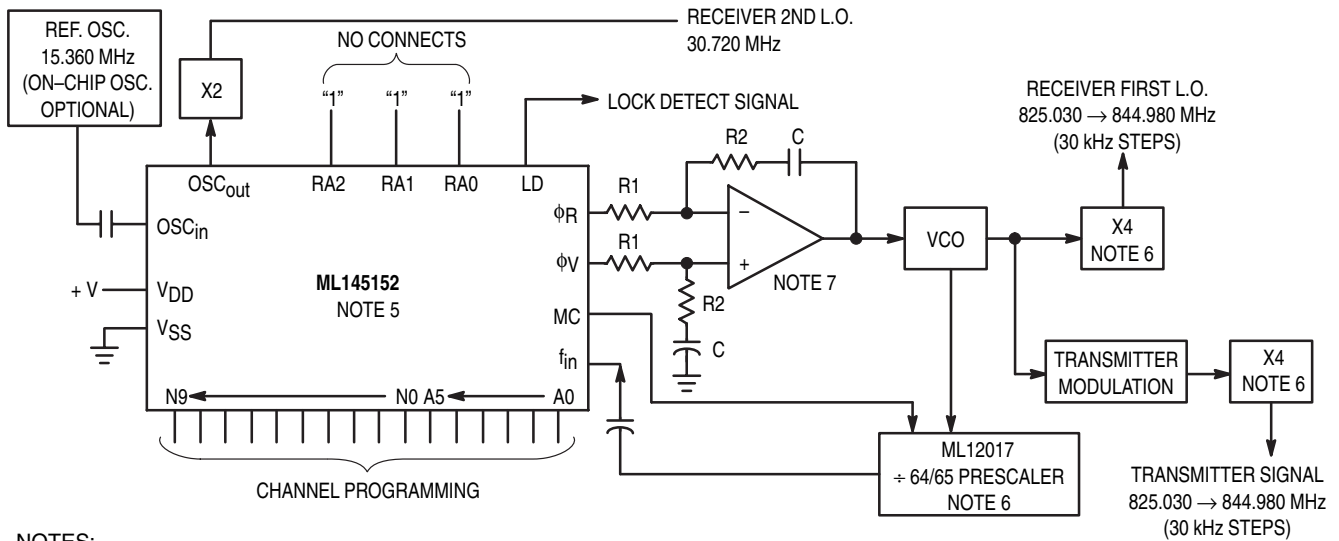 REF. OSC.
15.360 MHz
(ON–CHIP OSC.
OPTIONAL)
X2
RECEIVER 2ND L.O.
30.720 MHz
NO CONNECTS
“1”
“1”
“1”
LOCK DETECT SIGNAL
RECEIVER FIRST L.O.
825.030 → 844.980 MHz
(30 kHz STEPS)
OSCout
RA2
RA1
RA0
LD
OSCin
+ V
VDD
VSS
ML145152
NOTE 5
ϕR
ϕV
MC
fin
R1
R1
R2
C
–
+
NOTE 7
R2
C
VCO
X4
NOTE 6
TRANSMITTER
MODULATION
X4
NOTE 6
N9
N0 A5
A0
CHANNEL PROGRAMMING
ML12017
÷ 64/65 PRESCALER
NOTE 6
TRANSMITTER SIGNAL
825.030 → 844.980 MHz
(30 kHz STEPS)
NOTES: